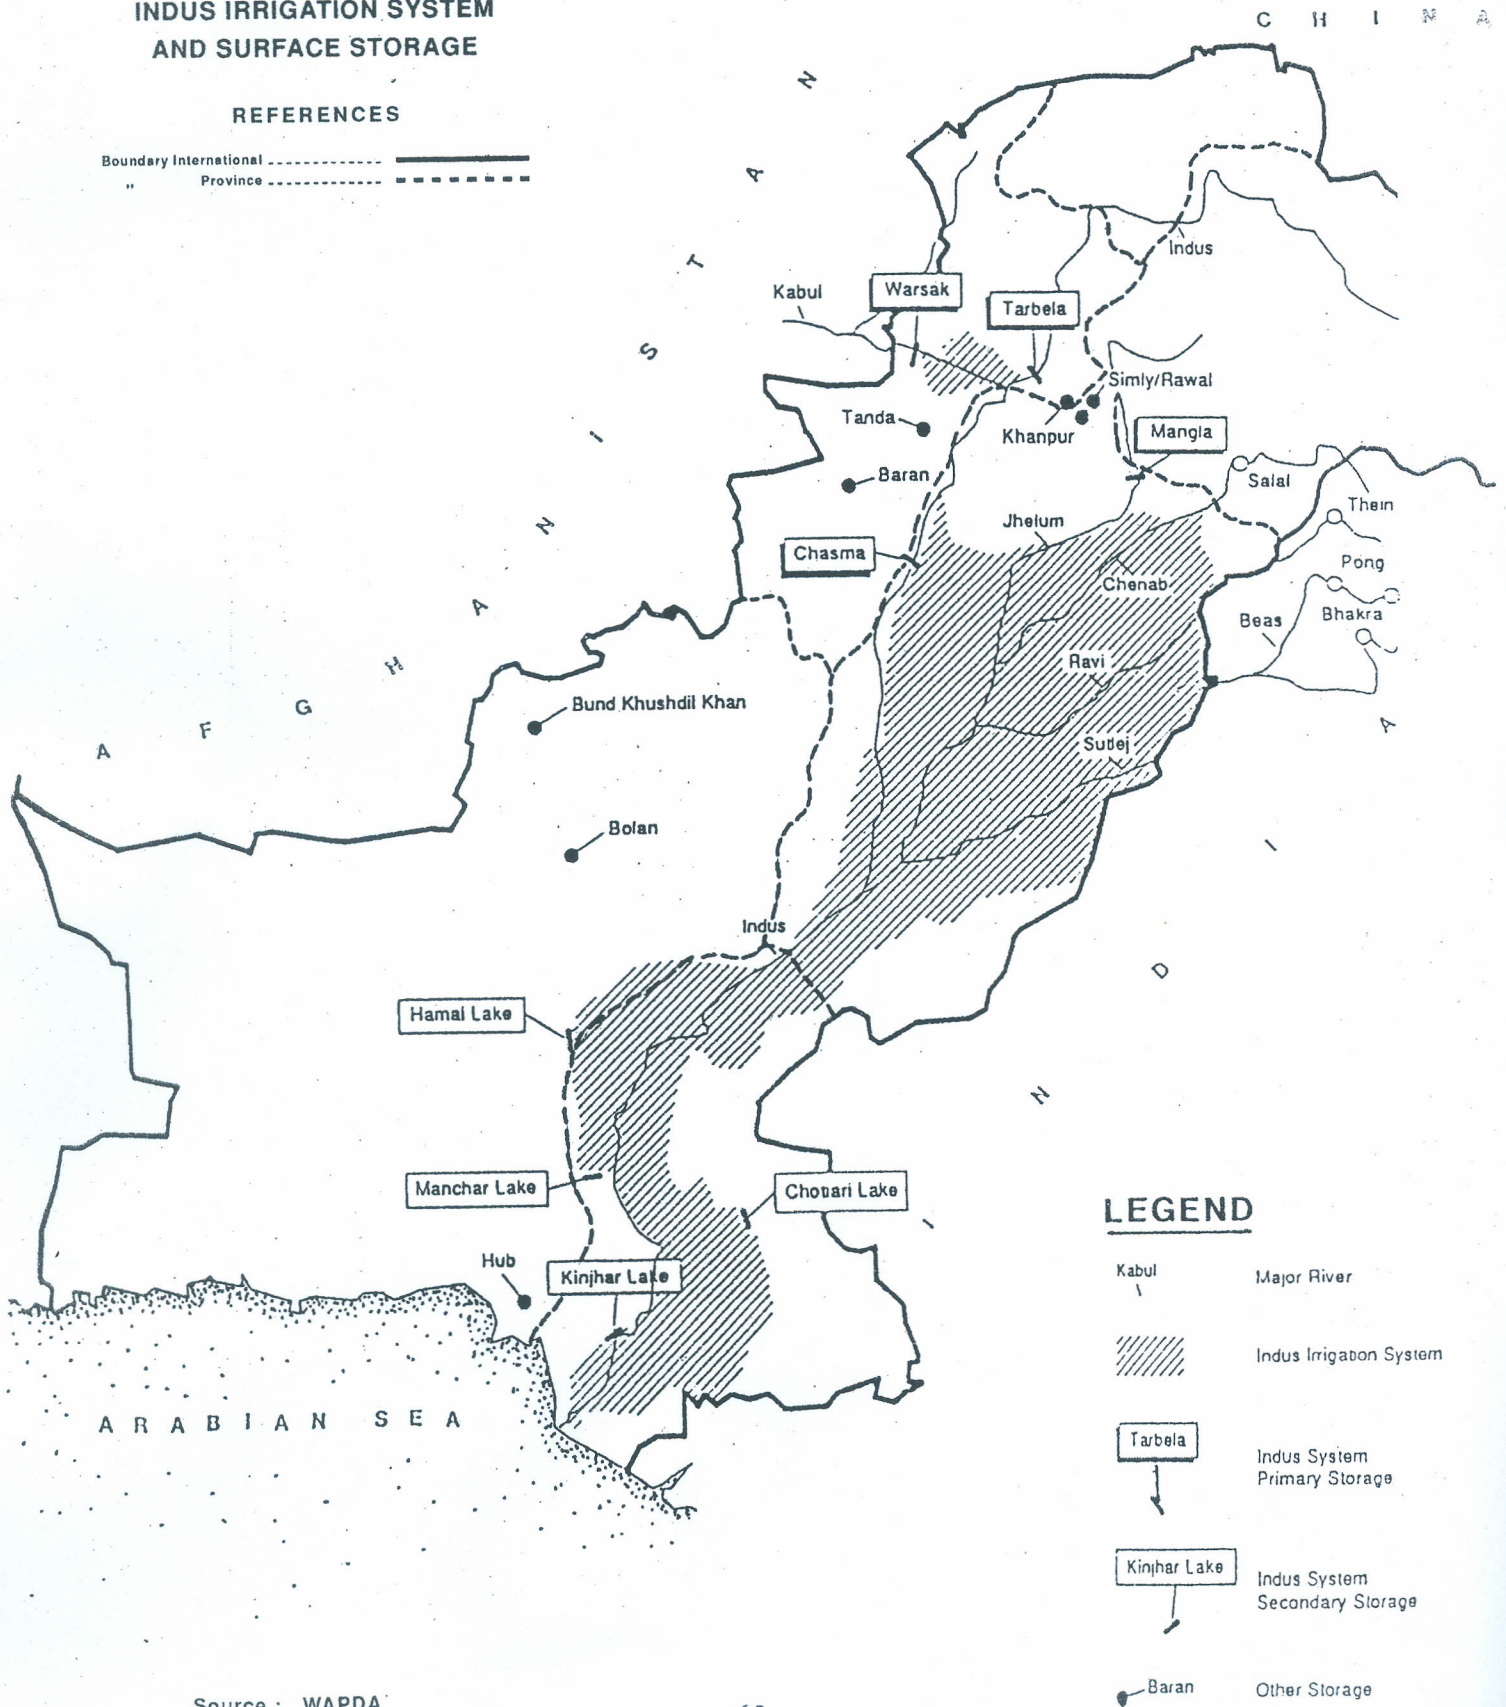 INDUS IRRIGATION SYSTEM
AND SURFACE STORAGE
REFERENCES
Boundary International
" Province
C H I N A
A F G H A N I S T A N
Indus
Kabul
Warsak
Tarbela
Simly/Rawal
Tanda
Khanpur
Mangla
Baran
Salal
Thein
Jhelum
Chasma
Pong
Chenab
Beas
Bhakra
Ravi
Bund Khushdil Khan
Sutlej
I N D I A
Bolan
Indus
Hamal Lake
Manchar Lake
Chotiari Lake
Hub
Kinjhar Lake
ARABIAN SEA
LEGEND
Kabul
Major River
Indus Irrigation System
Tarbela
Indus System
Primary Storage
Kinjhar Lake
Indus System
Secondary Storage
Baran
Other Storage
Source : WAPDA